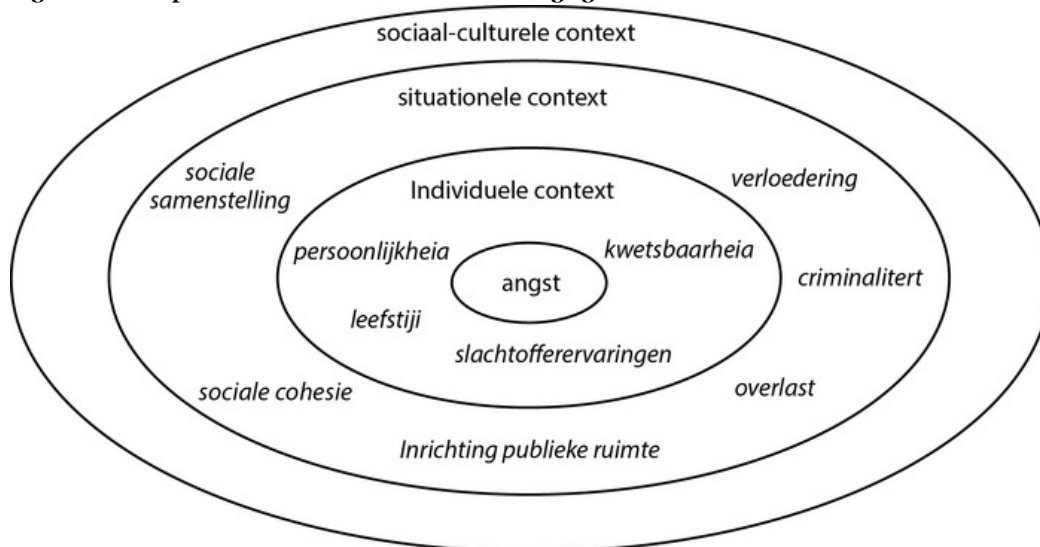 sociaal-culturele context
situationele context
sociale
samenstelling
verloedering
Individuele context
persoonlijkheia
kwetsbaarheia
angst
criminalitert
leefstiji
slachtofferervaringen
sociale cohesie
overlast
Inrichting publieke ruimte